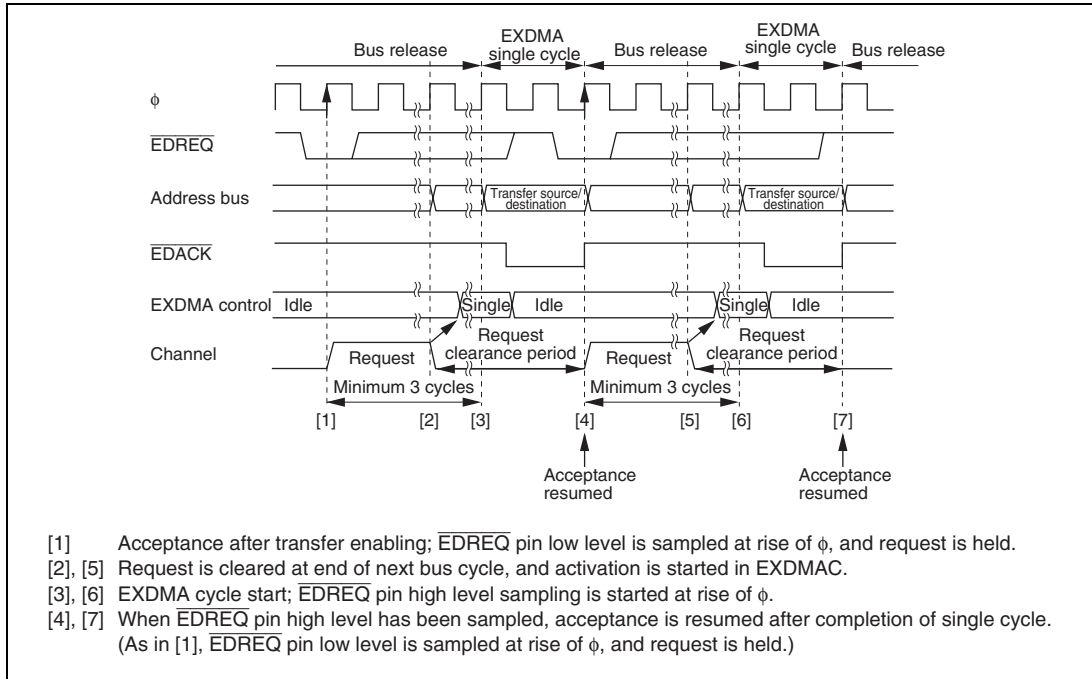 EXDMA single cycle
EXDMA single cycle
Bus release
Bus release
Bus release
φ
EDREQ
Address bus
Transfer source/
destination
Transfer source/
destination
EDACK
EXDMA control
Idle
Single
Idle
Single
Idle
Channel
Request
Request
clearance period
Request
Request
clearance period
Minimum 3 cycles
Minimum 3 cycles
[1]
[2]
[3]
[4]
[5]
[6]
[7]
Acceptance
resumed
Acceptance
resumed
[1] Acceptance after transfer enabling; EDREQ pin low level is sampled at rise of φ, and request is held.
[2], [5] Request is cleared at end of next bus cycle, and activation is started in EXDMAC.
[3], [6] EXDMA cycle start; EDREQ pin high level sampling is started at rise of φ.
[4], [7] When EDREQ pin high level has been sampled, acceptance is resumed after completion of single cycle.
(As in [1], EDREQ pin low level is sampled at rise of φ, and request is held.)